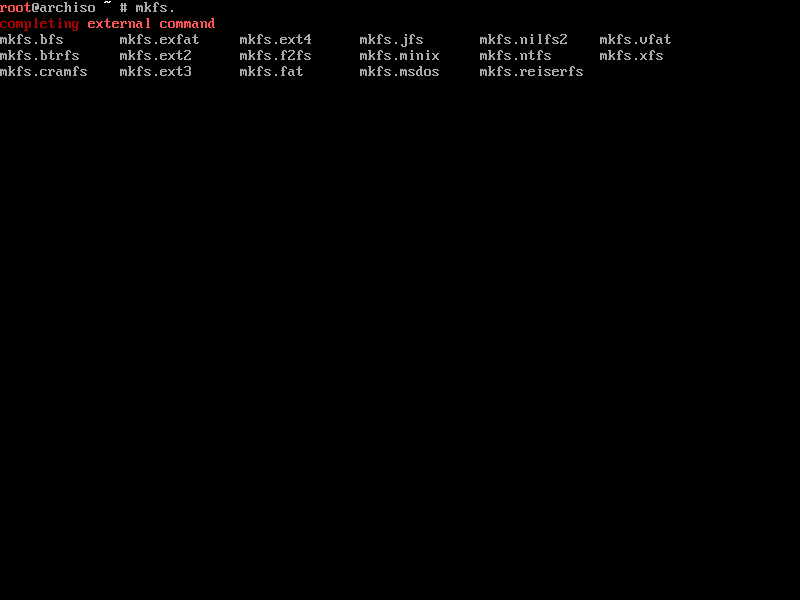 root@archiso ~ # mkfs.
completing external command
mkfs.bfs mkfs.exfat mkfs.ext4 mkfs.jfs mkfs.nilfs2 mkfs.vfat
mkfs.btrfs mkfs.ext2 mkfs.f2fs mkfs.minix mkfs.ntfs mkfs.xfs
mkfs.cramfs mkfs.ext3 mkfs.fat mkfs.msdos mkfs.reiserfs